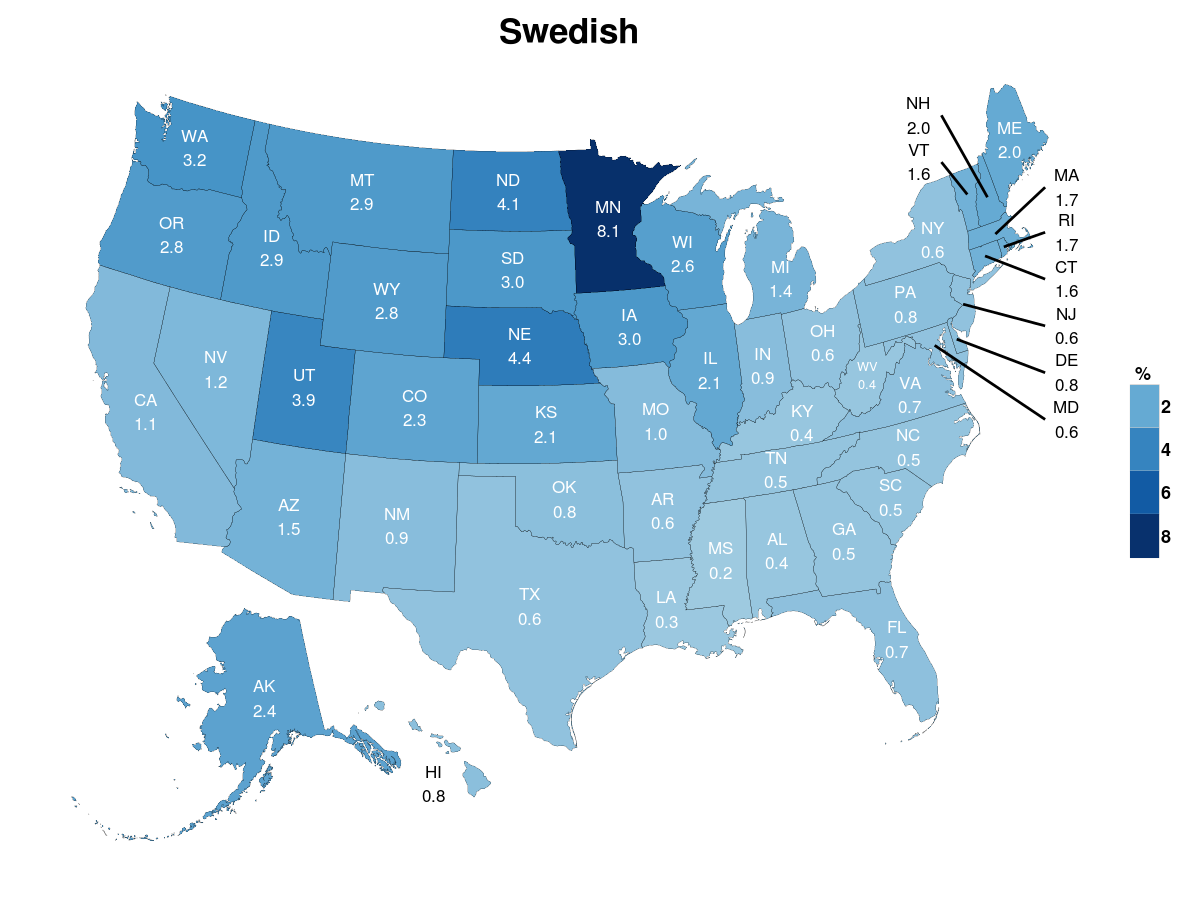 Swedish
NH
2.0
VT
1.6
ME
2.0
WA
3.2
MA
1.7
MT
2.9
ND
4.1
MN
8.1
RI
1.7
OR
2.8
ID
2.9
WI
2.6
NY
0.6
SD
3.0
MI
1.4
CT
1.6
WY
2.8
PA
0.8
NJ
0.6
IA
3.0
NE
4.4
OH
0.6
IN
0.9
IL
2.1
WV
0.4
DE
0.8
NV
1.2
UT
3.9
CO
2.3
VA
0.7
MD
0.6
CA
1.1
KS
2.1
MO
1.0
KY
0.4
NC
0.5
TN
0.5
OK
0.8
AR
0.6
SC
0.5
AZ
1.5
NM
0.9
MS
0.2
AL
0.4
GA
0.5
TX
0.6
LA
0.3
FL
0.7
AK
2.4
HI
0.8
%
2
4
6
8